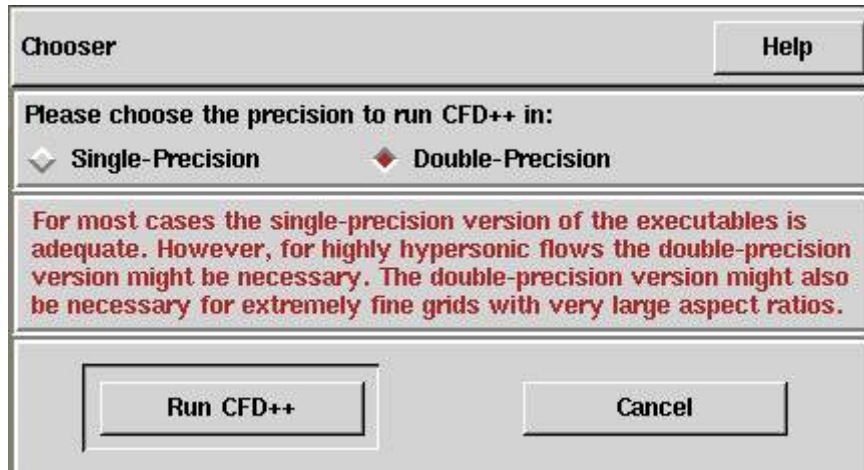 Chooser
Help
Please choose the precision to run CFD++ in:
Single-Precision
Double-Precision
For most cases the single-precision version of the executables is
adequate. However, for highly hypersonic flows the double-precision
version might be necessary. The double-precision version might also
be necessary for extremely fine grids with very large aspect ratios.
Run CFD++
Cancel